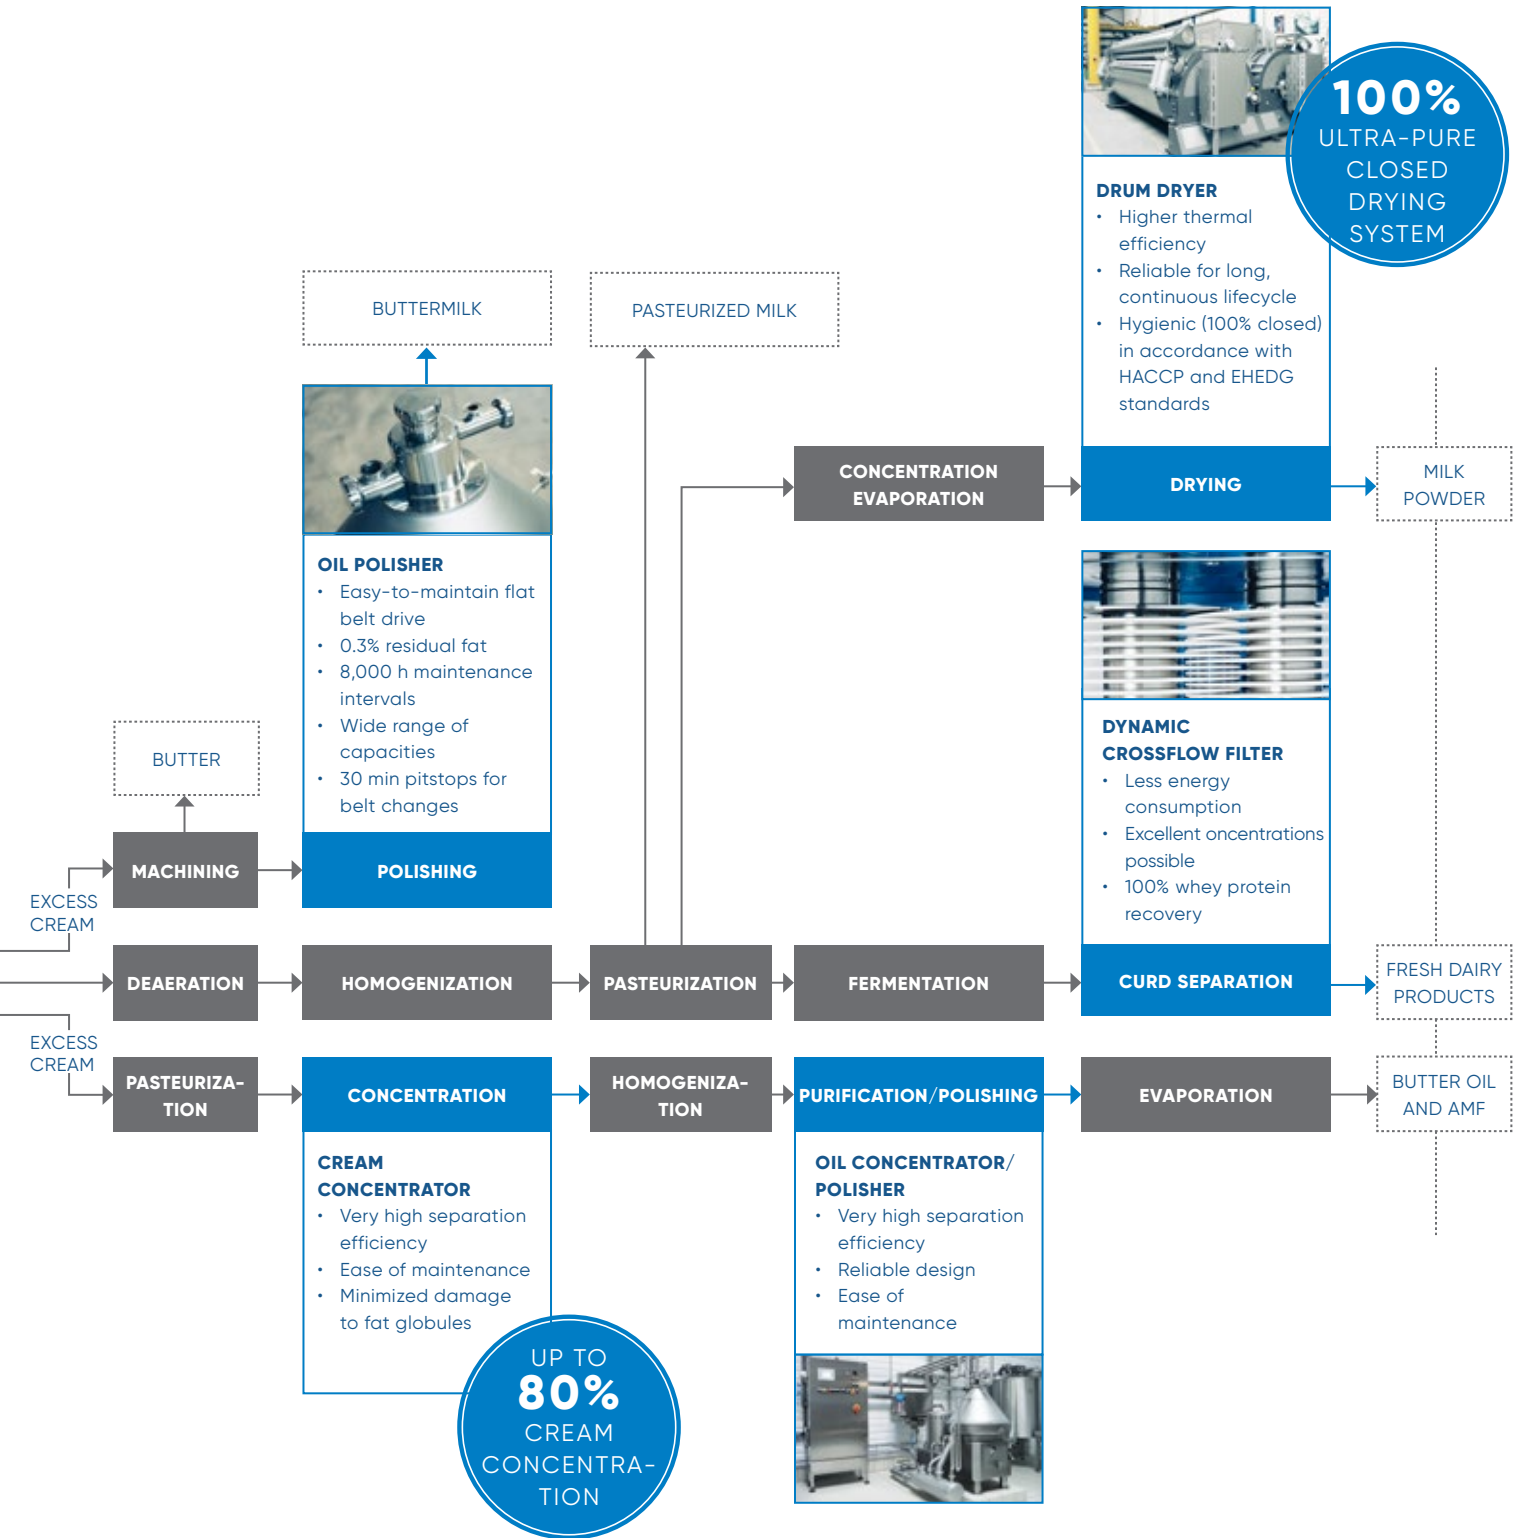 100%
ULTRA-PURE
CLOSED
DRYING
SYSTEM
DRUM DRYER
• Higher thermal
efficiency
• Reliable for long,
continuous lifecycle
• Hygienic (100% closed)
in accordance with
HACCP and EHEDG
standards
BUTTERMILK
PASTEURIZED MILK
CONCENTRATION
EVAPORATION
DRYING
MILK
POWDER
OIL POLISHER
• Easy-to-maintain flat
belt drive
• 0.3% residual fat
• 8,000 h maintenance
intervals
• Wide range of
capacities
• 30 min pitstops for
belt changes
DYNAMIC
CROSSFLOW FILTER
• Less energy
consumption
• Excellent oncentrations
possible
• 100% whey protein
recovery
BUTTER
EXCESS
CREAM
MACHINING
POLISHING
DEAERATION
HOMOGENIZATION
PASTEURIZATION
FERMENTATION
CURD SEPARATION
FRESH DAIRY
PRODUCTS
EXCESS
CREAM
PASTEURIZA-
TION
CONCENTRATION
HOMOGENIZA-
TION
PURIFICATION/POLISHING
EVAPORATION
BUTTER OIL
AND AMF
CREAM
CONCENTRATOR
• Very high separation
efficiency
• Ease of maintenance
• Minimized damage
to fat globules
UP TO
80%
CREAM
CONCENTRA-
TION
OIL CONCENTRATOR/
POLISHER
• Very high separation
efficiency
• Reliable design
• Ease of
maintenance